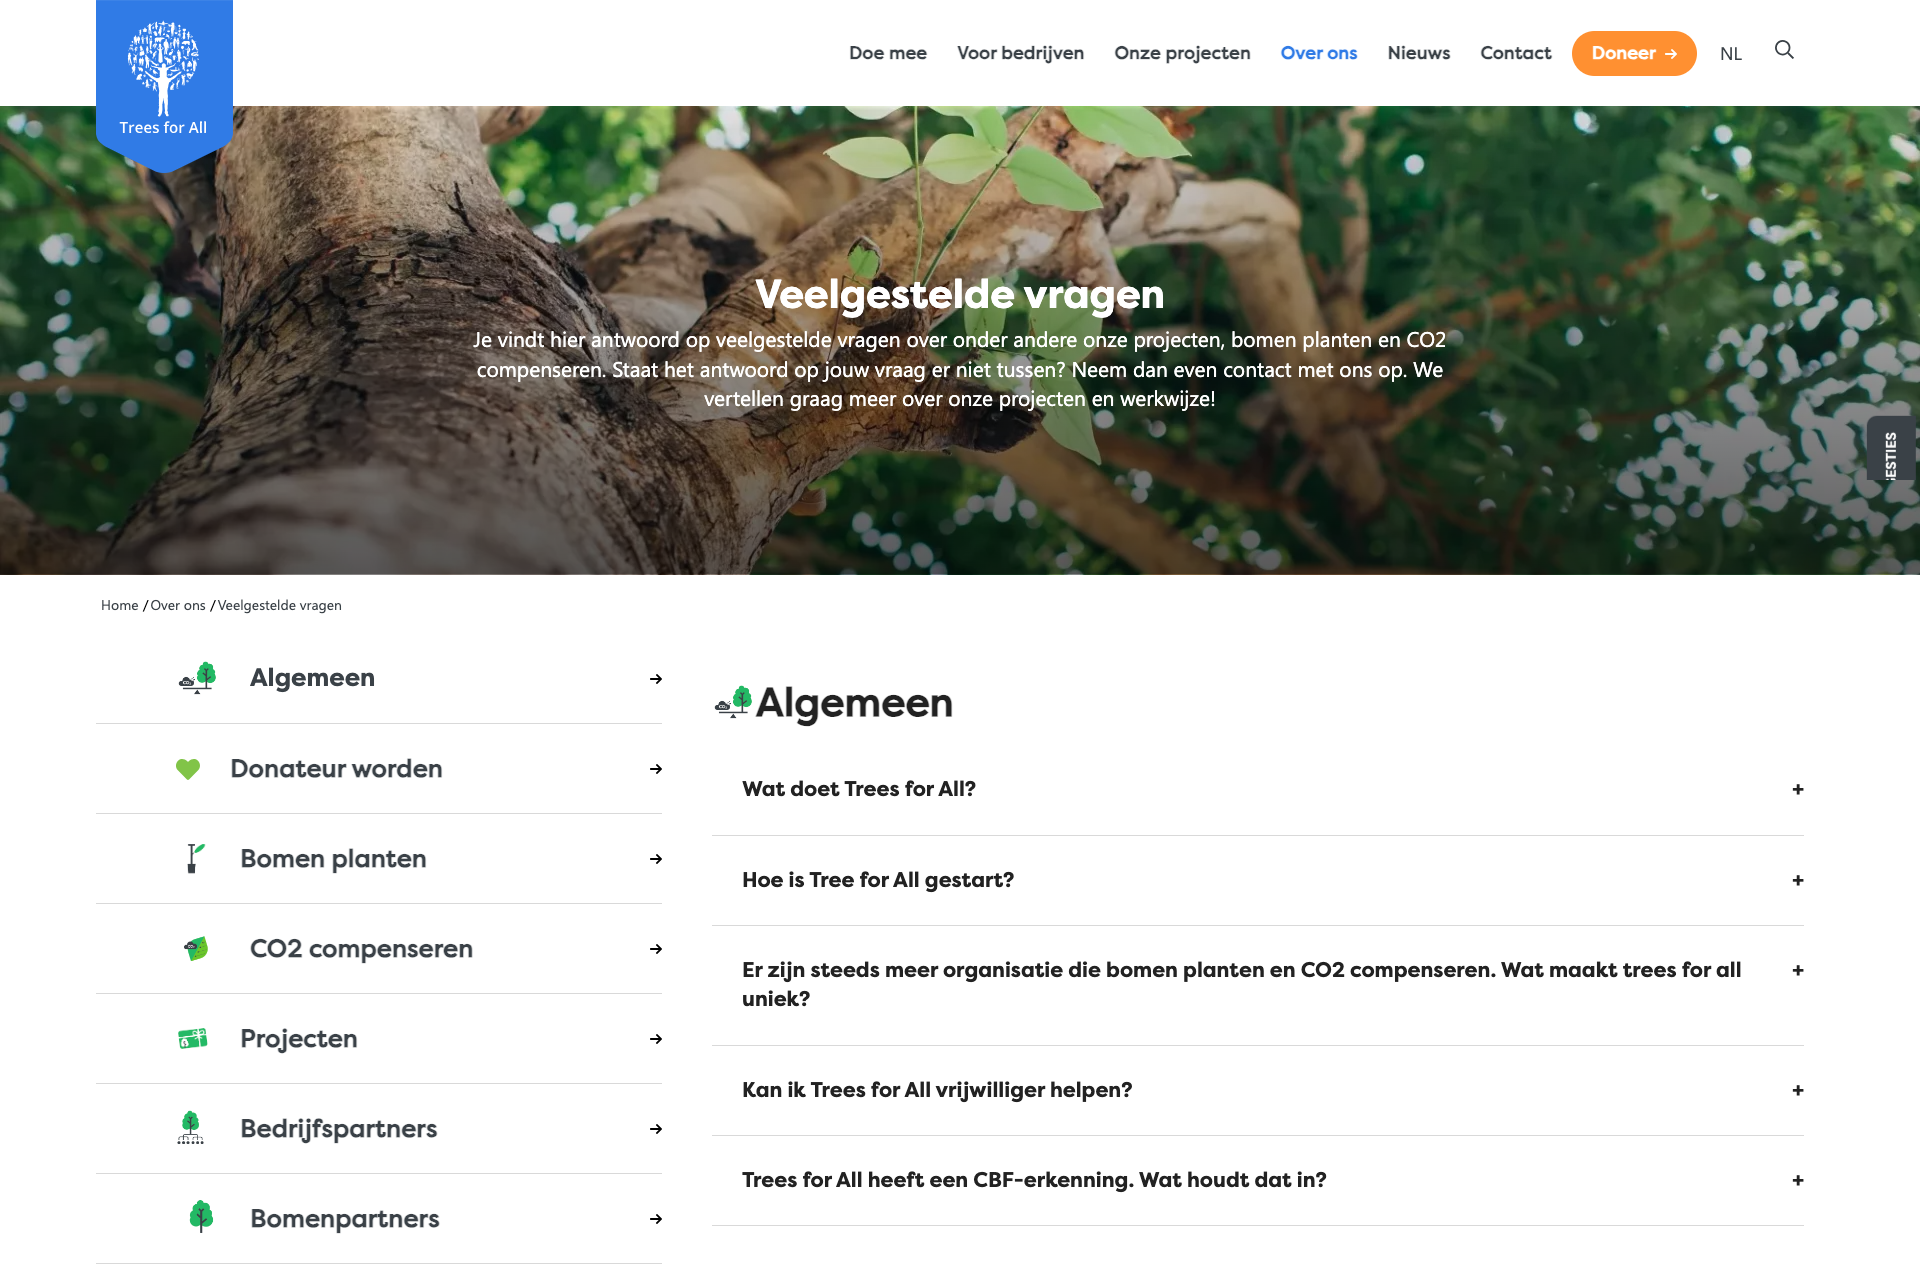 Trees for All
Doe mee
Voor bedrijven
Onze projecten
Over ons
Nieuws
Contact
Doneer
NL
Veelgestelde vragen
Je vindt hier antwoord op veelgestelde vragen over onder andere onze projecten, bomen planten en CO2
compenseren. Staat het antwoord op jouw vraag er niet tussen? Neem dan even contact met ons op. We
vertellen graag meer over onze projecten en werkwijze!
Home / Over ons / Veelgestelde vragen
Algemeen
Donateur worden
Bomen planten
CO2 compenseren
Projecten
Bedrijfspartners
Bomenpartners
Algemeen
Wat doet Trees for All?
Hoe is Tree for All gestart?
Er zijn steeds meer organisatie die bomen planten en CO2 compenseren. Wat maakt trees for all
uniek?
Kan ik Trees for All vrijwilliger helpen?
Trees for All heeft een CBF-erkenning. Wat houdt dat in?